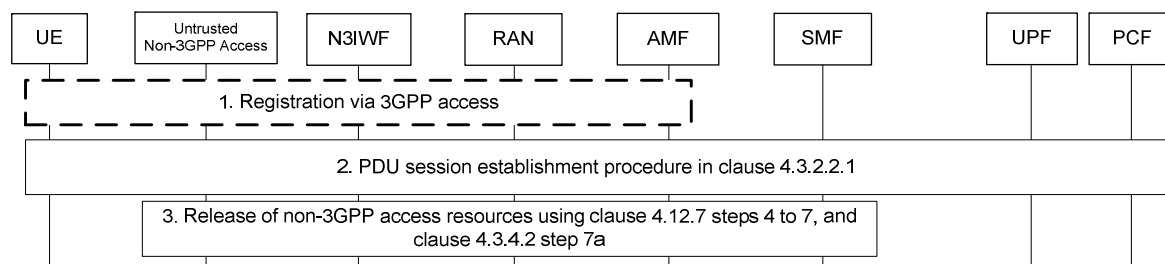 UE
Untrusted
Non-3GPP Access
N3IWF
RAN
AMF
SMF
UPF
PCF
1. Registration via 3GPP access
2. PDU session establishment procedure in clause 4.3.2.2.1
3. Release of non-3GPP access resources using clause 4.12.7 steps 4 to 7, and
clause 4.3.4.2 step 7a